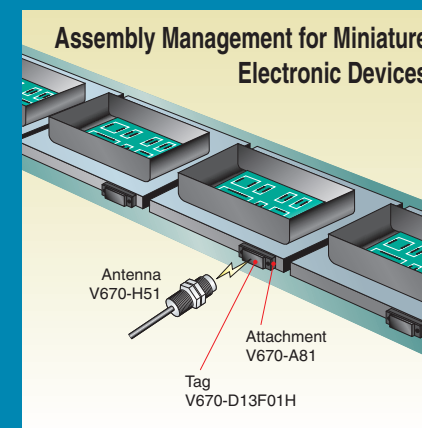 Assembly Management for Miniature
Electronic Devices
Antenna
V670-H51
Attachment
V670-A81
Tag
V670-D13F01H